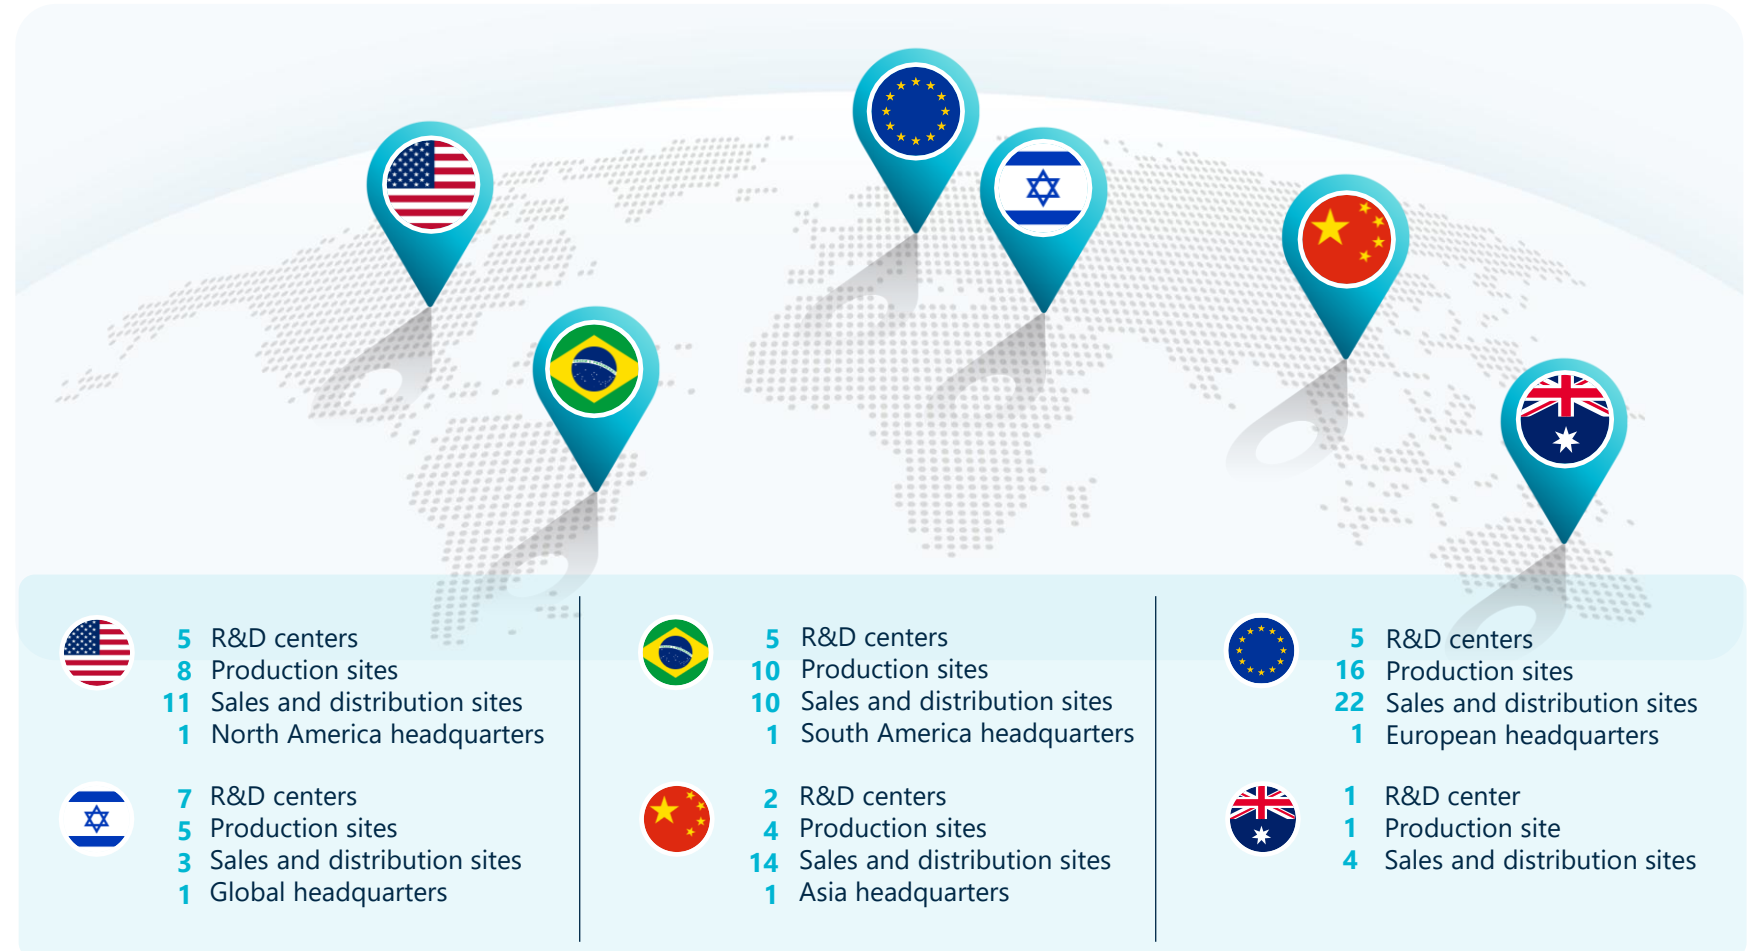 5 R&D centers
8 Production sites
11 Sales and distribution sites
1 North America headquarters
7 R&D centers
5 Production sites
3 Sales and distribution sites
1 Global headquarters
5 R&D centers
10 Production sites
10 Sales and distribution sites
1 South America headquarters
2 R&D centers
4 Production sites
14 Sales and distribution sites
1 Asia headquarters
5 R&D centers
16 Production sites
22 Sales and distribution sites
1 European headquarters
1 R&D center
1 Production site
4 Sales and distribution sites